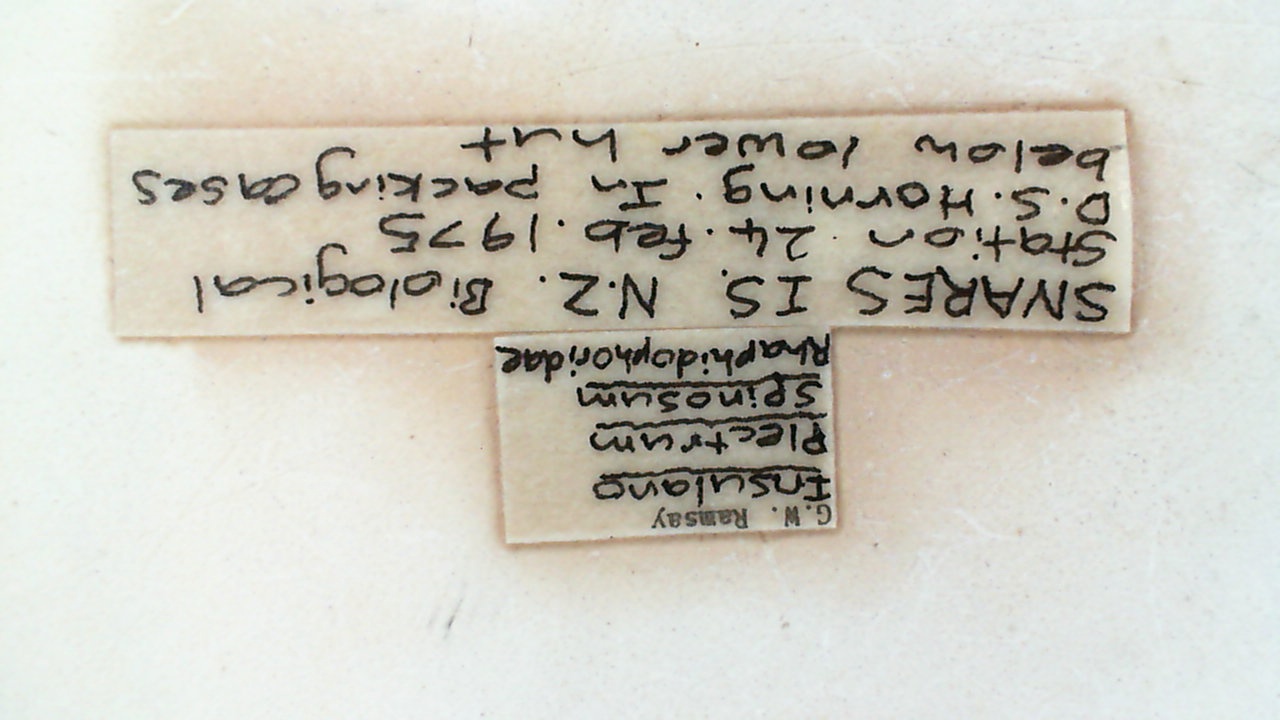 G.W. Ramsay
Insulano
Plectrum
Spinosum
Rhaphidophoridae
SNARES IS. N.Z. Biological
Station. 24. feb. 1975
D.S. Horning. In packing cases
below lower hut